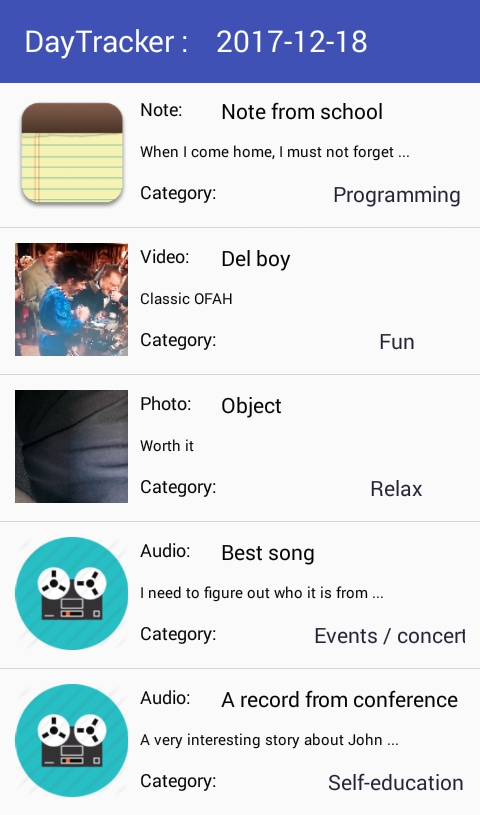 DayTracker : 2017-12-18
Note: Note from school
When I come home, I must not forget ...
Category: Programming
Video: Del boy
Classic OFAH
Category: Fun
Photo: Object
Worth it
Category: Relax
Audio: Best song
I need to figure out who it is from ...
Category: Events / concert
Audio: A record from conference
A very interesting story about John ...
Category: Self-education